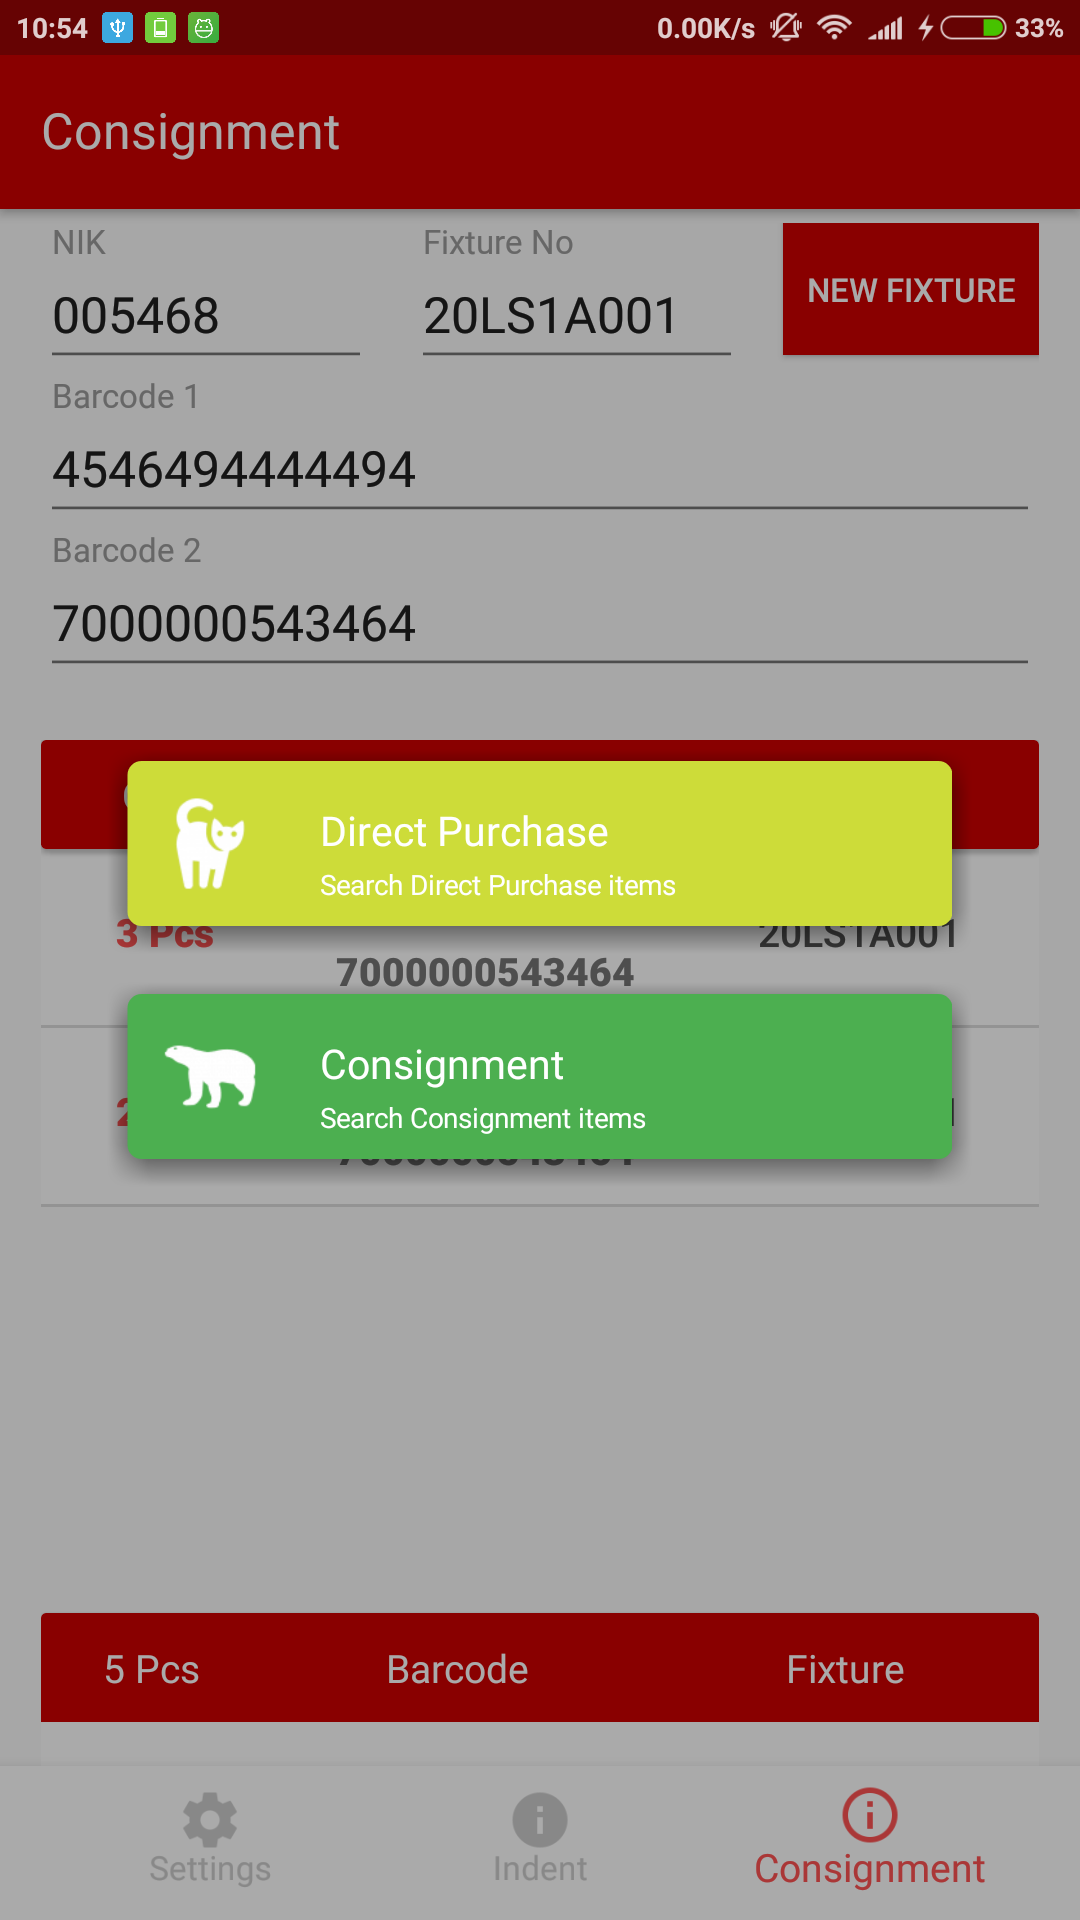 10:54 0.00K/s 33%
Consignment
NIK Fixture No
005468 20LS1A001 NEW FIXTURE
Barcode 1
4546494444494
Barcode 2
7000000543464
Direct Purchase
Search Direct Purchase items
3 Pcs 20LS1A001
7000000543464
Consignment
Search Consignment items
5 Pcs Barcode Fixture
Settings Indent Consignment